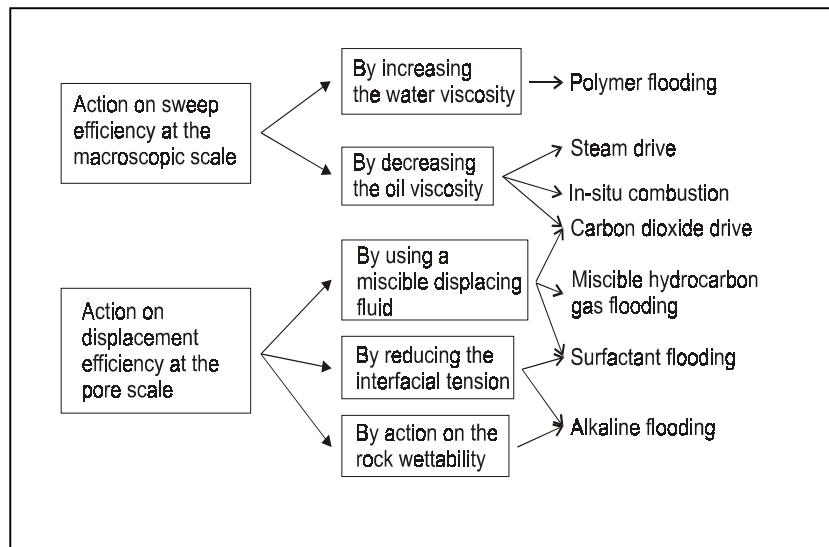 Action on sweep
efficiency at the
macroscopic scale
By increasing
the water viscosity
Polymer flooding
By decreasing
the oil viscosity
Steam drive
In-situ combustion
Carbon dioxide drive
Action on
displacement
efficiency at the
pore scale
By using a
miscible displacing
fluid
Miscible hydrocarbon
gas flooding
By reducing the
interfacial tension
Surfactant flooding
By action on the
rock wettability
Alkaline flooding